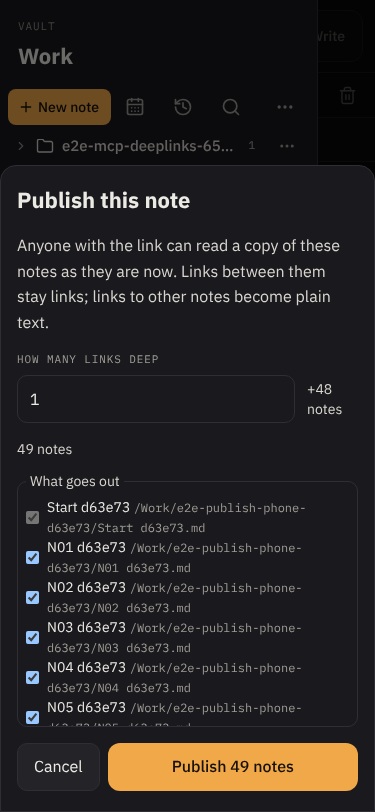 VAULT
Work
Write
+ New note
e2e-mcp-deeplinks-65... 1
Publish this note
Anyone with the link can read a copy of these
notes as they are now. Links between them
stay links; links to other notes become plain
text.
HOW MANY LINKS DEEP
1
+48
notes
49 notes
What goes out
Start d63e73 /Work/e2e-publish-phone-
d63e73/Start d63e73.md
N01 d63e73 /Work/e2e-publish-phone-
d63e73/N01 d63e73.md
N02 d63e73 /Work/e2e-publish-phone-
d63e73/N02 d63e73.md
N03 d63e73 /Work/e2e-publish-phone-
d63e73/N03 d63e73.md
N04 d63e73 /Work/e2e-publish-phone-
d63e73/N04 d63e73.md
N05 d63e73 /Work/e2e-publish-phone-
d63e73/N05 d63e73.md
Cancel
Publish 49 notes